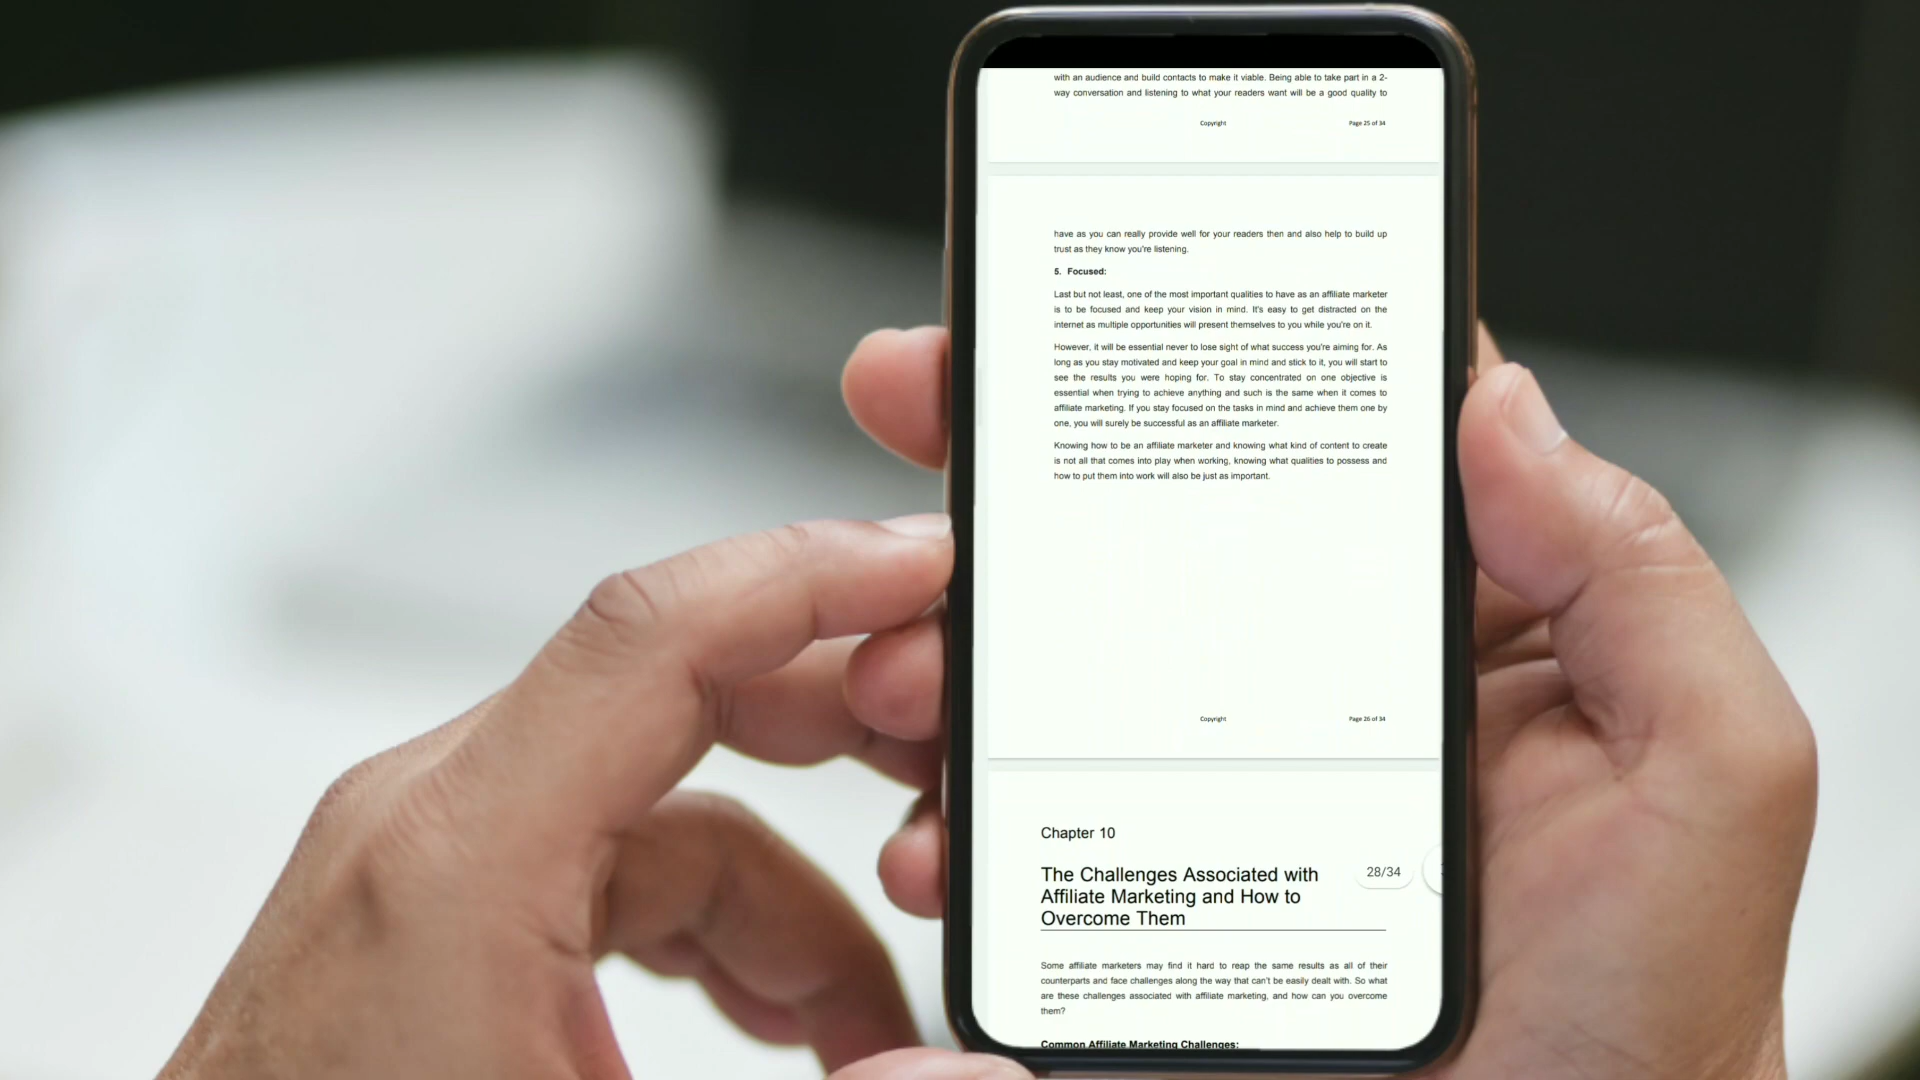 with an audience and build contacts to make it viable. Being able to take part in a 2-
way conversation and listening to what your readers want will be a good quality to
Copyright Page 25 of 34
have as you can really provide well for your readers then and also help to build up
trust as they know you're listening.
5. Focused:
Last but not least, one of the most important qualities to have as an affiliate marketer
is to be focused and keep your vision in mind. It's easy to get distracted on the
internet as multiple opportunities will present themselves to you while you're on it.
However, it will be essential never to lose sight of what success you're aiming for. As
long as you stay motivated and keep your goal in mind and stick to it, you will start to
see the results you were hoping for. To stay concentrated on one objective is
essential when trying to achieve anything and such is the same when it comes to
affiliate marketing. If you stay focused on the tasks in mind and achieve them one by
one, you will surely be successful as an affiliate marketer.
Knowing how to be an affiliate marketer and knowing what kind of content to create
is not all that comes into play when working, knowing what qualities to possess and
how to put them into work will also be just as important.
Copyright Page 26 of 34
Chapter 10
The Challenges Associated with
28/34
Affiliate Marketing and How to
Overcome Them
Some affiliate marketers may find it hard to reap the same results as all of their
counterparts and face challenges along the way that can't be easily dealt with. So what
are these challenges associated with affiliate marketing, and how can you overcome
them?
Common Affiliate Marketing Challenges: